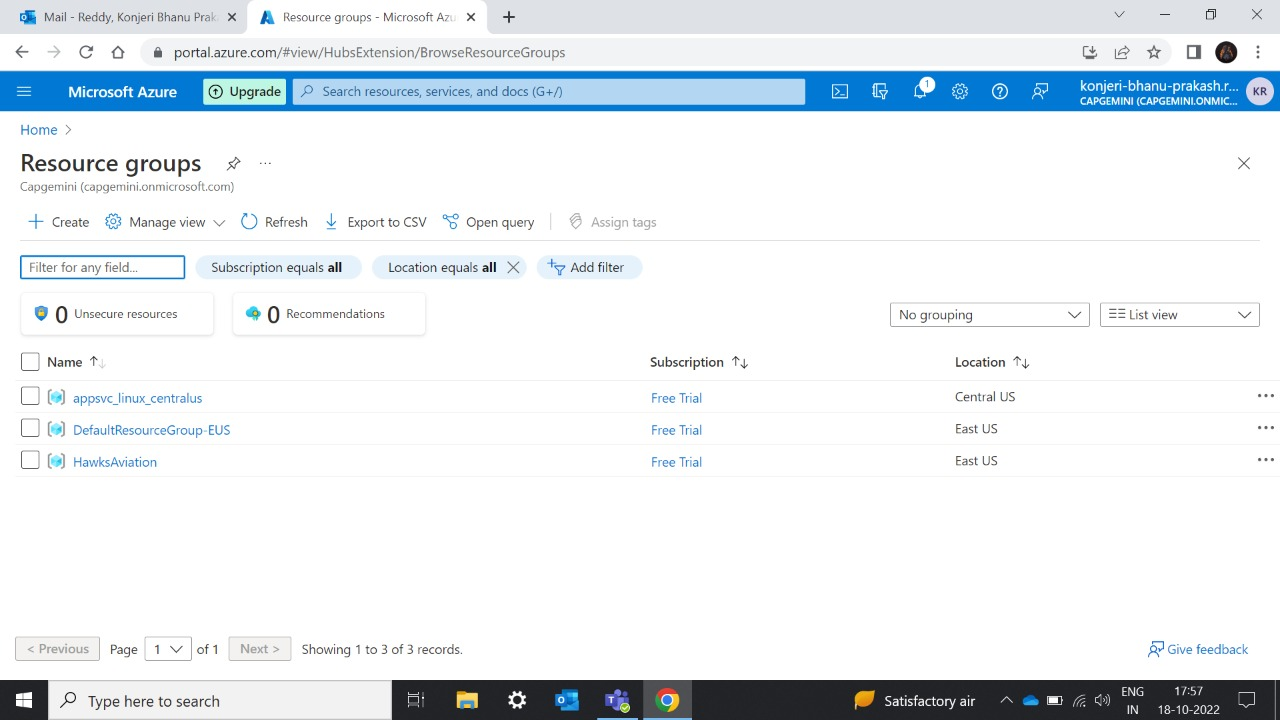 Mail - Reddy, Konjeri Bhanu Prak
Resource groups - Microsoft Azu
portal.azure.com/#view/HubsExtension/BrowseResourceGroups
Microsoft Azure
Upgrade
Search resources, services, and docs (G+/)
1
konjeri-bhanu-prakash.r...
CAPGEMINI (CAPGEMINI.ONMIC...
KR
Home
Resource groups
Capgemini (capgemini.onmicrosoft.com)
Create
Manage view
Refresh
Export to CSV
Open query
Assign tags
Filter for any field...
Subscription equals all
Location equals all
Add filter
0 Unsecure resources
0 Recommendations
No grouping
List view
Name
Subscription
Location
appsvc_linux_centralus
Free Trial
Central US
DefaultResourceGroup-EUS
Free Trial
East US
HawksAviation
Free Trial
East US
< Previous
Page
1
of 1
Next >
Showing 1 to 3 of 3 records.
Give feedback
Type here to search
Satisfactory air
ENG
IN
17:57
18-10-2022